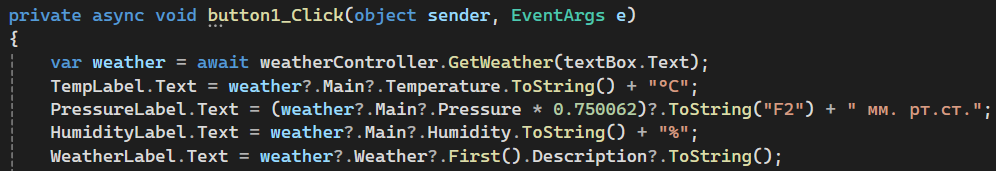 private async void button1_Click(object sender, EventArgs e)
{
    var weather = await weatherController.GetWeather(textBox.Text);
    TempLabel.Text = weather?.Main?.Temperature.ToString() + "°C";
    PressureLabel.Text = (weather?.Main?.Pressure * 0.750062)?.ToString("F2") + " мм. рт.ст.";
    HumidityLabel.Text = weather?.Main?.Humidity.ToString() + "%";
    WeatherLabel.Text = weather?.Weather?.First().Description?.ToString();